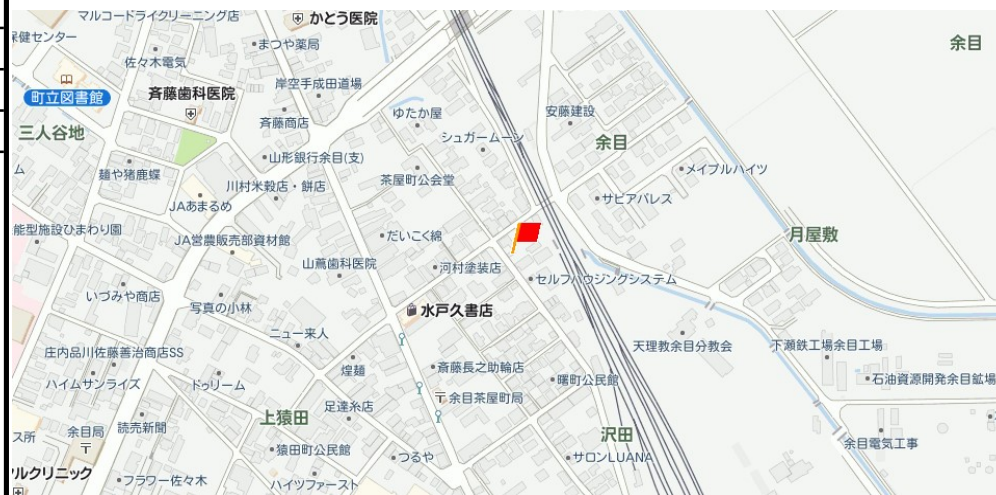 マルコードライクリーニング店
かとう医院
保健センター
まつや薬局
余目
佐々木電気
岸空手成田道場
町立図書館
斉藤歯科医院
ゆたか屋
安藤建設
斉藤商店
シュガームーン
三人谷地
余目
山形銀行余目(支)
ム
麺や猪鹿蝶
川村米穀店・餅店
茶屋町公会堂
メイプルハイツ
JAあまるめ
サピアパレス
能型施設ひまわり園
JA営農販売部資材館
だいこく綿
月屋敷
山蔦歯科医院
河村塗装店
セルフハウジングシステム
いづみや商店
写真の小林
水戸久書店
ニュー来人
天理教余目分教会
下瀬鉄工場余目工場
庄内品川佐藤善治商店SS
煌麺
斎藤長之助輪店
曙町公民館
石油資源開発余目鉱場
ハイムサンライズ
ドゥリーム
〒余目茶屋町局
足達糸店
上猿田
ス所
余目局
〒
読売新聞
沢田
余目電気工事
猿田町公民館
つるや
サロンLUANA
ルクリニック
フラワー佐々木
ハイツファースト